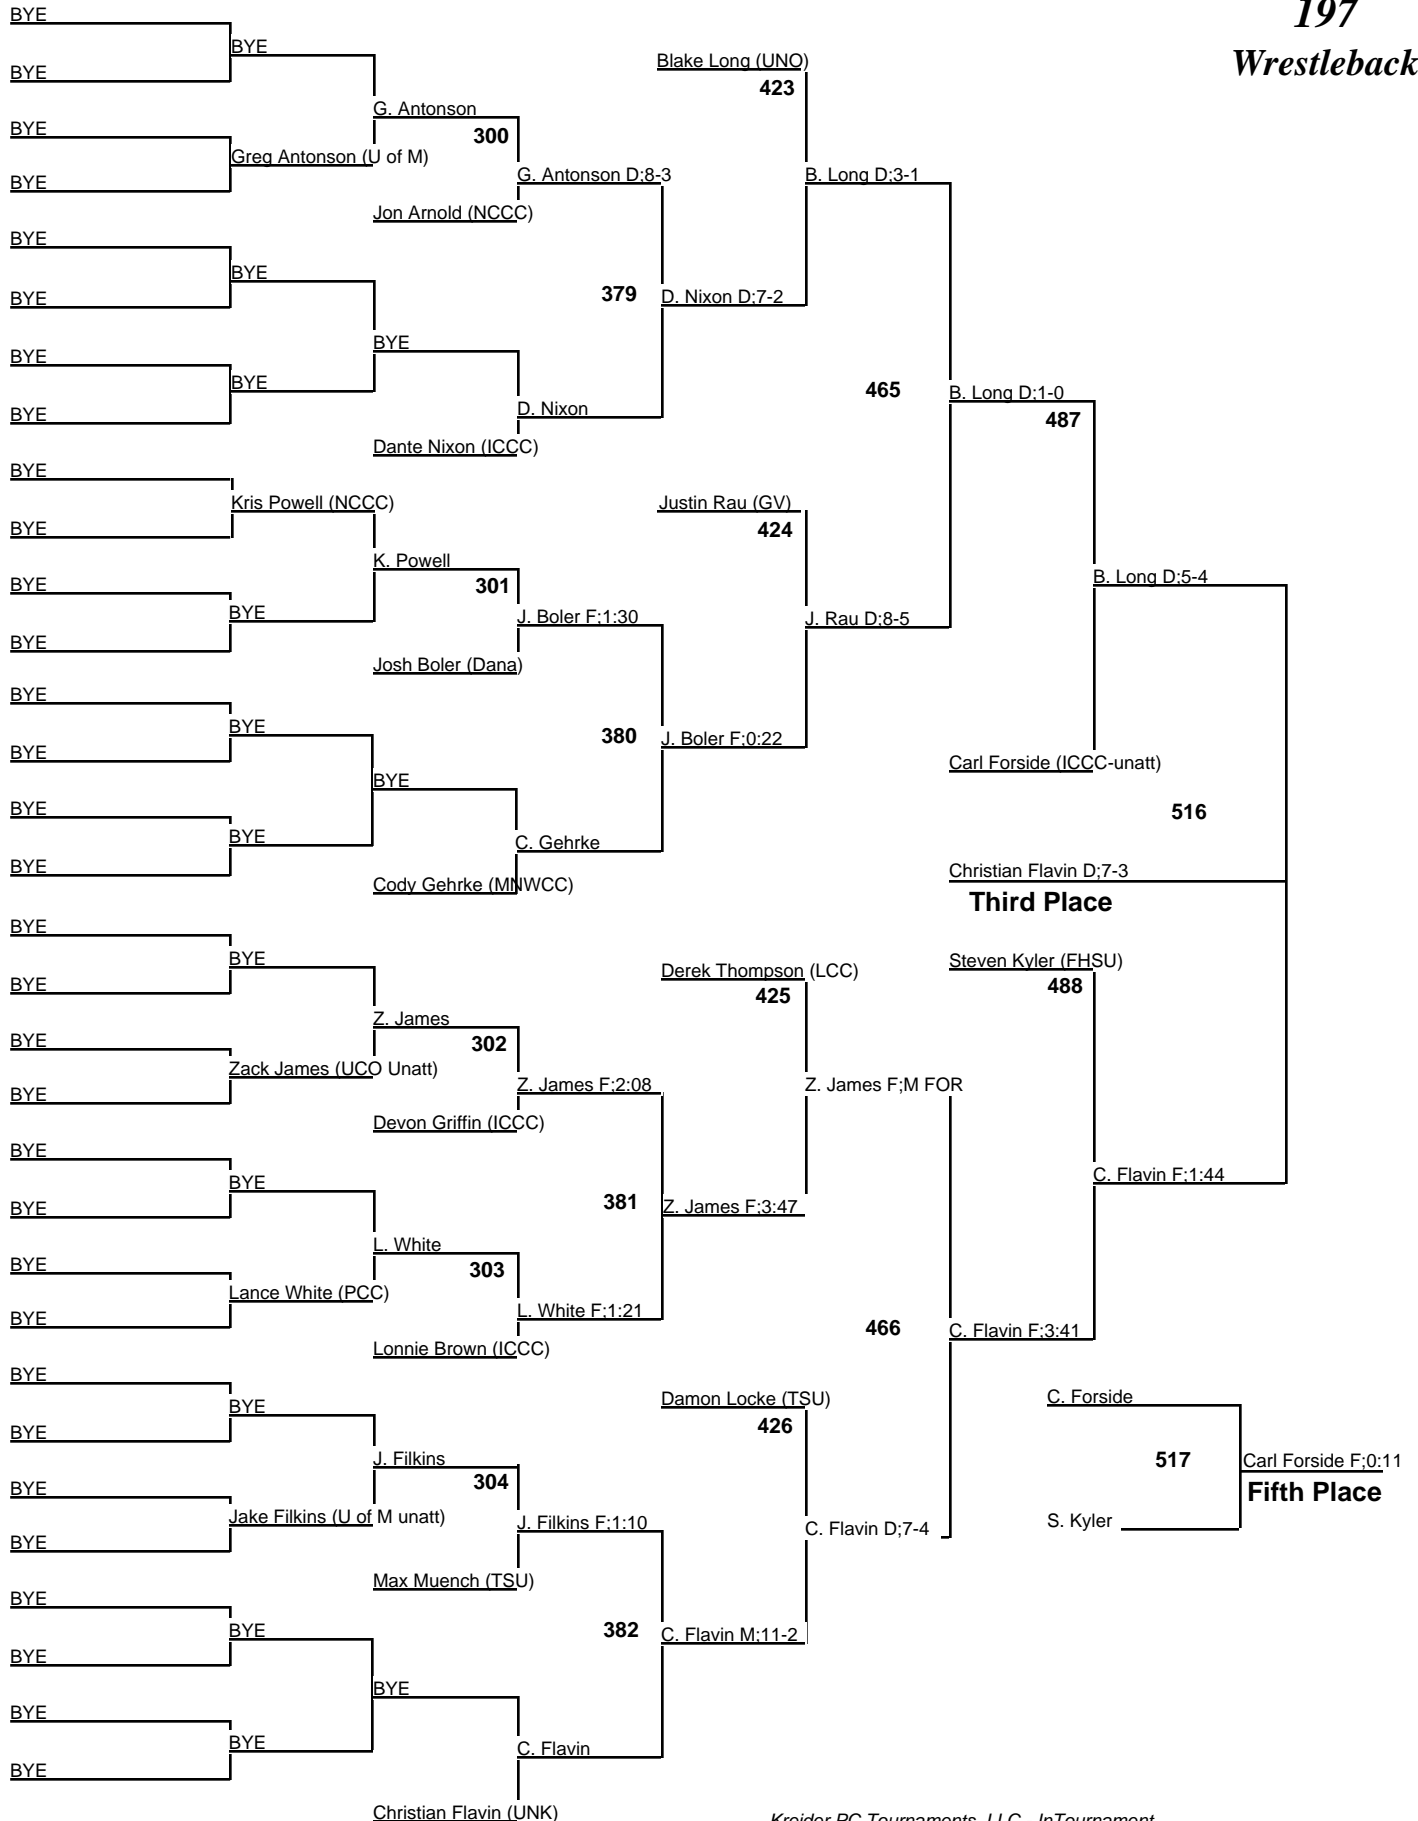 197
Wrestleback
BYE
BYE
BYE
Blake Long (UNO)
423
G. Antonson
300
BYE
Greg Antonson (U of M)
BYE
G. Antonson D;8-3
B. Long D;3-1
Jon Arnold (NCCC)
BYE
BYE
BYE
379
D. Nixon D;7-2
BYE
BYE
BYE
465
B. Long D;1-0
487
BYE
D. Nixon
Dante Nixon (ICCC)
BYE
Kris Powell (NCCC)
Justin Rau (GV)
424
BYE
K. Powell
301
B. Long D;5-4
BYE
BYE
J. Boler F;1:30
J. Rau D;8-5
BYE
Josh Boler (Dana)
BYE
BYE
380
J. Boler F;0:22
BYE
Carl Forside (ICCC-unatt)
BYE
516
BYE
BYE
C. Gehrke
BYE
Cody Gehrke (MNWCC)
Christian Flavin D;7-3
Third Place
BYE
BYE
Derek Thompson (LCC)
425
Steven Kyler (FHSU)
488
BYE
Z. James
302
BYE
Zack James (UCO Unatt)
Z. James F;2:08
Z. James F;M FOR
BYE
Devon Griffin (ICCC)
BYE
BYE
C. Flavin F;1:44
BYE
381
Z. James F;3:47
L. White
303
BYE
Lance White (PCC)
BYE
L. White F;1:21
466
C. Flavin F;3:41
Lonnie Brown (ICCC)
BYE
BYE
Damon Locke (TSU)
426
C. Forside
BYE
J. Filkins
304
517
Carl Forside F;0:11
Fifth Place
BYE
Jake Filkins (U of M unatt)
J. Filkins F;1:10
C. Flavin D;7-4
S. Kyler
BYE
Max Muench (TSU)
BYE
BYE
382
C. Flavin M;11-2
BYE
BYE
BYE
BYE
C. Flavin
BYE
Christian Flavin (UNK)
Kreider PC Tournaments, LLC - InTournament